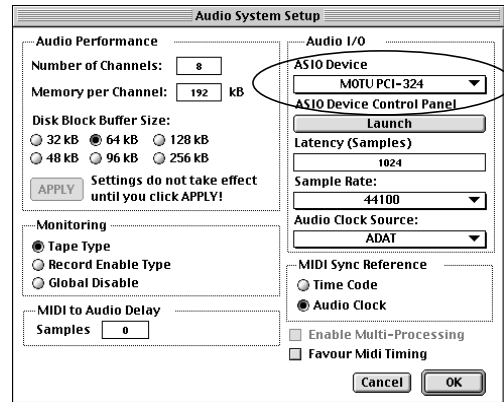 Audio System Setup
Audio Performance
Number of Channels: 8
Memory per Channel: 192 kB
Disk Block Buffer Size:
32 kB 64 kB 128 kB
48 kB 96 kB 256 kB
APPLY Settings do not take effect
until you click APPLY!
Monitoring
Tape Type
Record Enable Type
Global Disable
MIDI to Audio Delay
Samples 0
Audio I/O
ASIO Device
MOTU PCI-324
ASIO Device Control Panel
Launch
Latency (Samples)
1024
Sample Rate:
44100
Audio Clock Source:
ADAT
MIDI Sync Reference
Time Code
Audio Clock
Enable Multi-Processing
Favour Midi Timing
Cancel OK